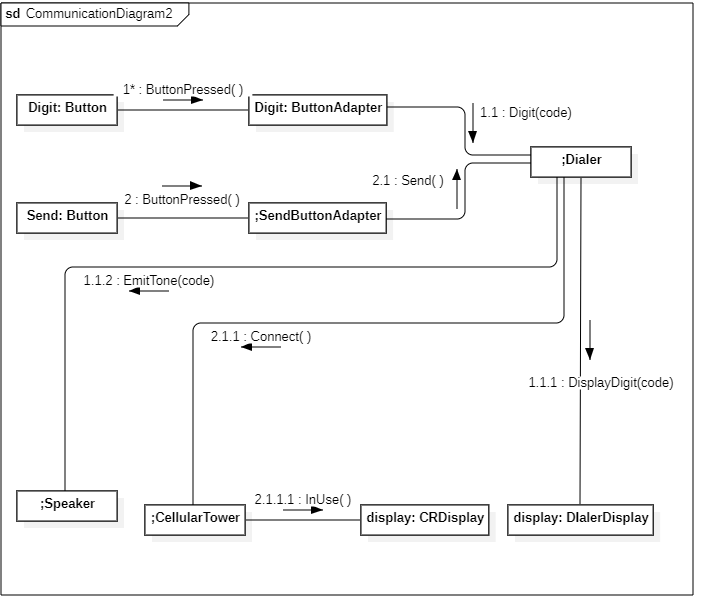 sd CommunicationDiagram2
1* : ButtonPressed( )
Digit: Button
Digit: ButtonAdapter
1.1 : Digit(code)
;Dialer
2.1 : Send( )
2 : ButtonPressed( )
Send: Button
;SendButtonAdapter
1.1.2 : EmitTone(code)
2.1.1 : Connect( )
1.1.1 : DisplayDigit(code)
;Speaker
2.1.1.1 : InUse( )
;CellularTower
display: CRDisplay
display: DIalerDisplay